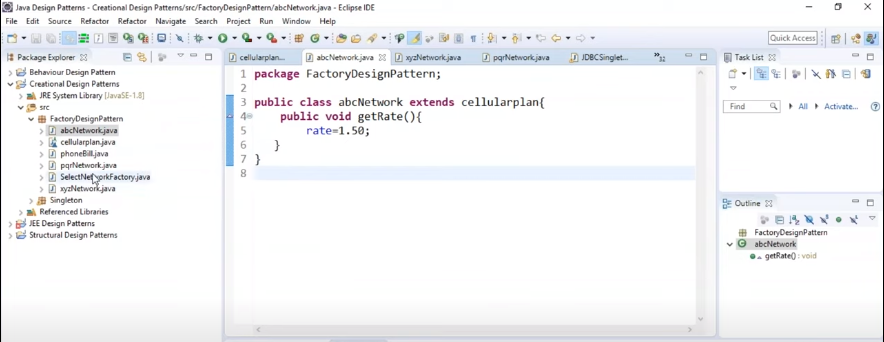 Java Design Patterns - Creational Design Patterns/src/FactoryDesignPattern/abcNetwork.java - Eclipse IDE
File Edit Source Refactor Refactor Navigate Search Project Run Window Help
Quick Access
Package Explorer
Behaviour Design Pattern
Creational Design Patterns
JRE System Library [JavaSE-1.8]
src
FactoryDesignPattern
abcNetwork.java
cellularplan.java
phoneBill.java
pqrNetwork.java
SelectNetworkFactory.java
xyzNetwork.java
Singleton
Referenced Libraries
JEE Design Patterns
Structural Design Patterns
cellularplan.... abcNetwork.java xyzNetwork.java pqrNetwork.java JDBCSinglet... »32
1 package FactoryDesignPattern;
2
3 public class abcNetwork extends cellularplan{
4 public void getRate(){
5 rate=1.50;
6 }
7 }
8
Task List
Find All Activate...
Outline
FactoryDesignPattern
abcNetwork
getRate() : void